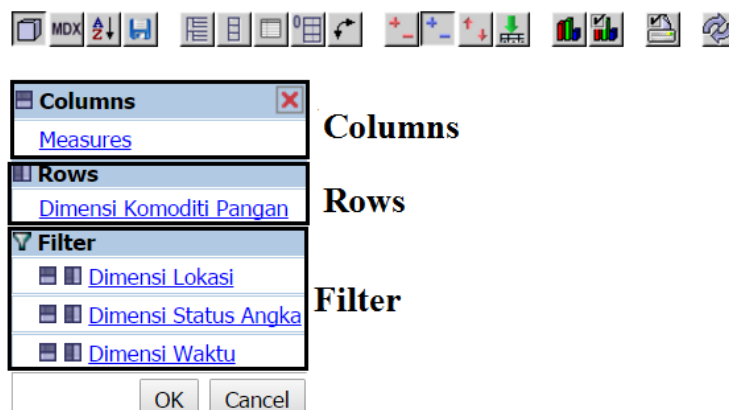 MDX A Z 0
Columns
Measures
Columns
Rows
Dimensi Komoditi Pangan
Rows
Filter
Dimensi Lokasi
Dimensi Status Angka
Dimensi Waktu
Filter
OK Cancel